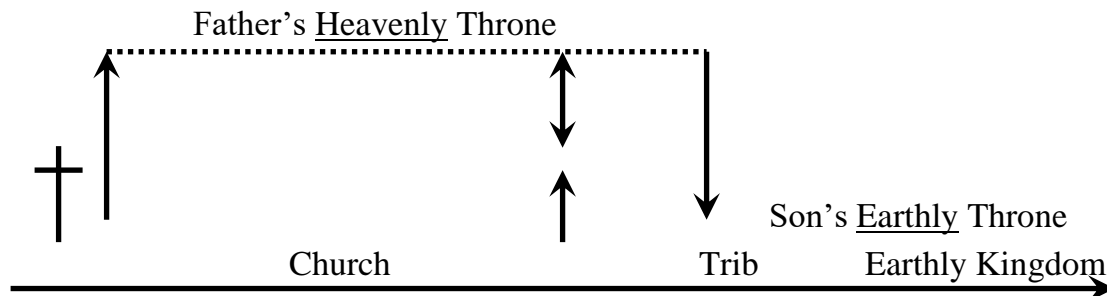 Father’s Heavenly Throne
Son’s Earthly Throne
Church Trib Earthly Kingdom